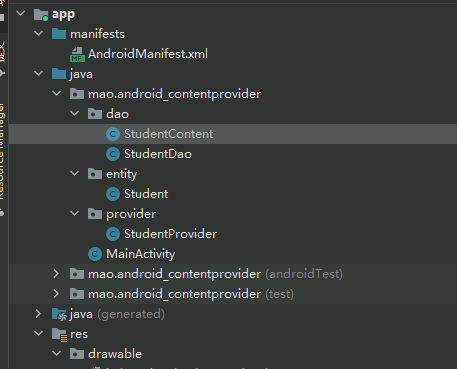 app
manifests
AndroidManifest.xml
java
mao.android_contentprovider
dao
StudentContent
StudentDao
entity
Student
provider
StudentProvider
MainActivity
mao.android_contentprovider (androidTest)
mao.android_contentprovider (test)
java (generated)
res
drawable
Resource Manager